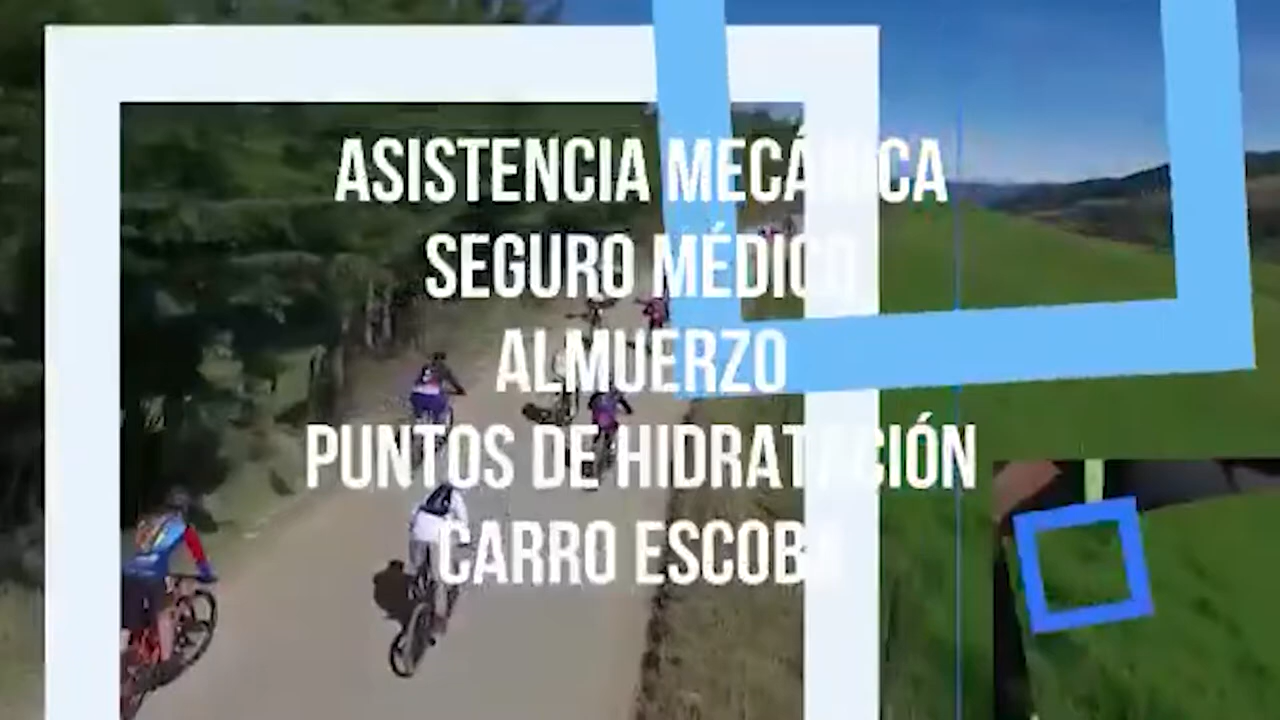 ASISTENCIA MECÁNICA
SEGURO MÉDICO
ALMUERZO
PUNTOS DE HIDRATACIÓN
CARRO ESCOBA